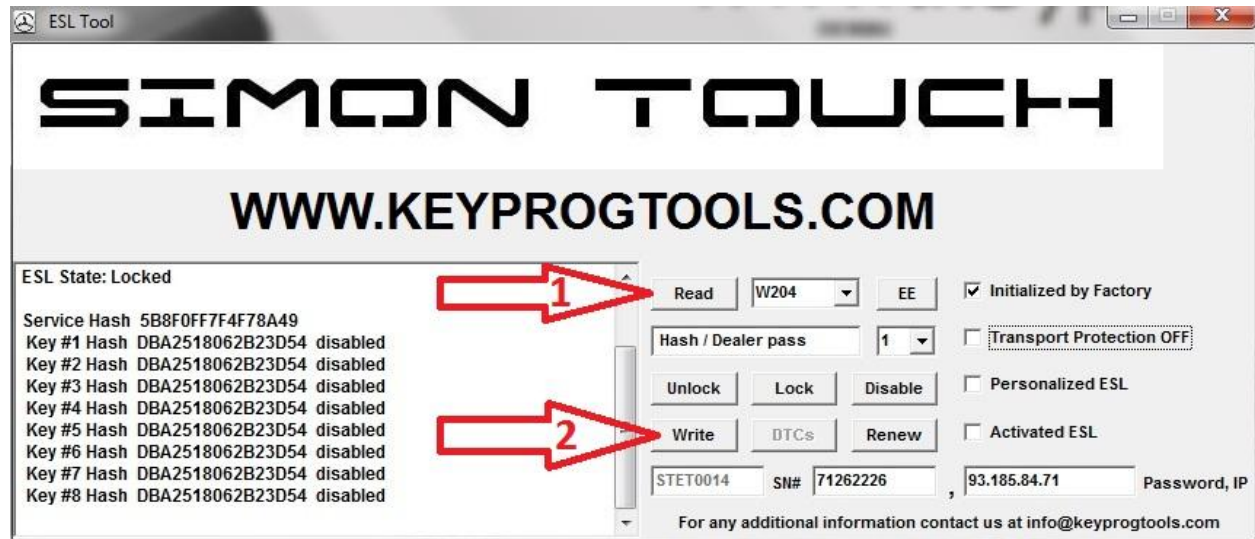 ESL Tool
SIMON TOUCH
WWW.KEYPROGTOOLS.COM
ESL State: Locked
Service Hash 5B8F0FF7F4F78A49
Key #1 Hash DBA2518062B23D54 disabled
Key #2 Hash DBA2518062B23D54 disabled
Key #3 Hash DBA2518062B23D54 disabled
Key #4 Hash DBA2518062B23D54 disabled
Key #5 Hash DBA2518062B23D54 disabled
Key #6 Hash DBA2518062B23D54 disabled
Key #7 Hash DBA2518062B23D54 disabled
Key #8 Hash DBA2518062B23D54 disabled
1
2
Read W204 EE Initialized by Factory
Hash / Dealer pass 1 Transport Protection OFF
Unlock Lock Disable Personalized ESL
Write DTCs Renew Activated ESL
STET0014 SN# 71262226 , 93.185.84.71 Password, IP
For any additional information contact us at info@keyprogtools.com